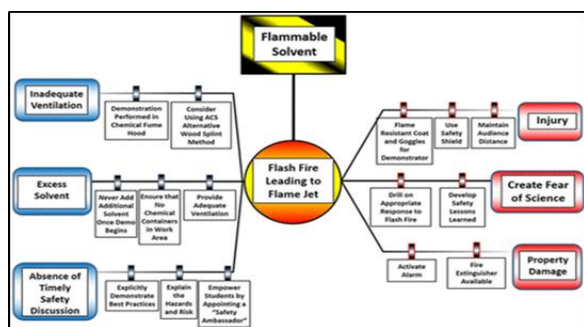 Flammable
Solvent
Inadequate
Ventilation
Demonstration
Performed in
Chemical Fume
Hood
Consider
Using ACS
Alternative
Wood Splint
Method
Excess
Solvent
Never Add
Additional
Solvent
Once Demo
Begins
Ensure that
No
Chemical
Containers
in Work
Area
Provide
Adequate
Ventilation
Absence of
Timely
Safety
Discussion
Explicitly
Demonstrate
Best Practices
Explain
the
Hazards
and Risk
Empower
Students by
Appointing a
"Safety
Ambassador"
Flash Fire
Leading to
Flame Jet
Flame
Resistant Coat
and Goggles for
Demonstrator
Use
Safety
Shield
Maintain
Audience
Distance
Injury
Drill on
Appropriate
Response to
Flash Fire
Develop
Safety
Lessons
Learned
Create Fear
of Science
Activate
Alarm
Fire
Extinguisher
Available
Property
Damage